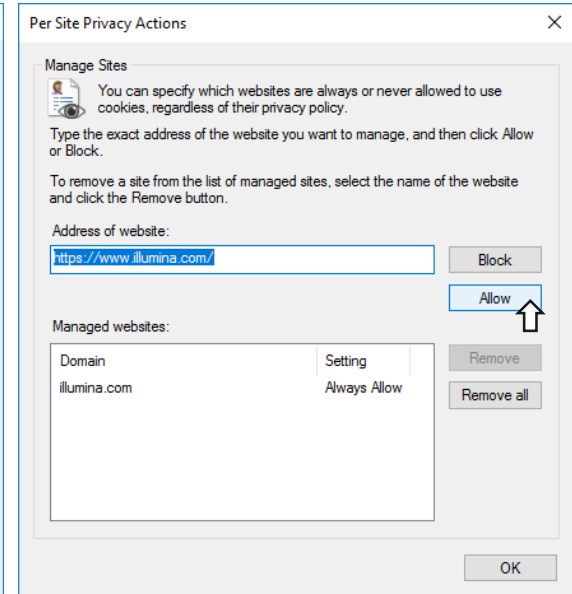 Per Site Privacy Actions
Manage Sites
You can specify which websites are always or never allowed to use
cookies, regardless of their privacy policy.
Type the exact address of the website you want to manage, and then click Allow
or Block.
To remove a site from the list of managed sites, select the name of the website
and click the Remove button.
Address of website:
https://www.illumina.com/
Block
Allow
Managed websites:
Domain Setting
Remove
illumina.com Always Allow
Remove all
OK